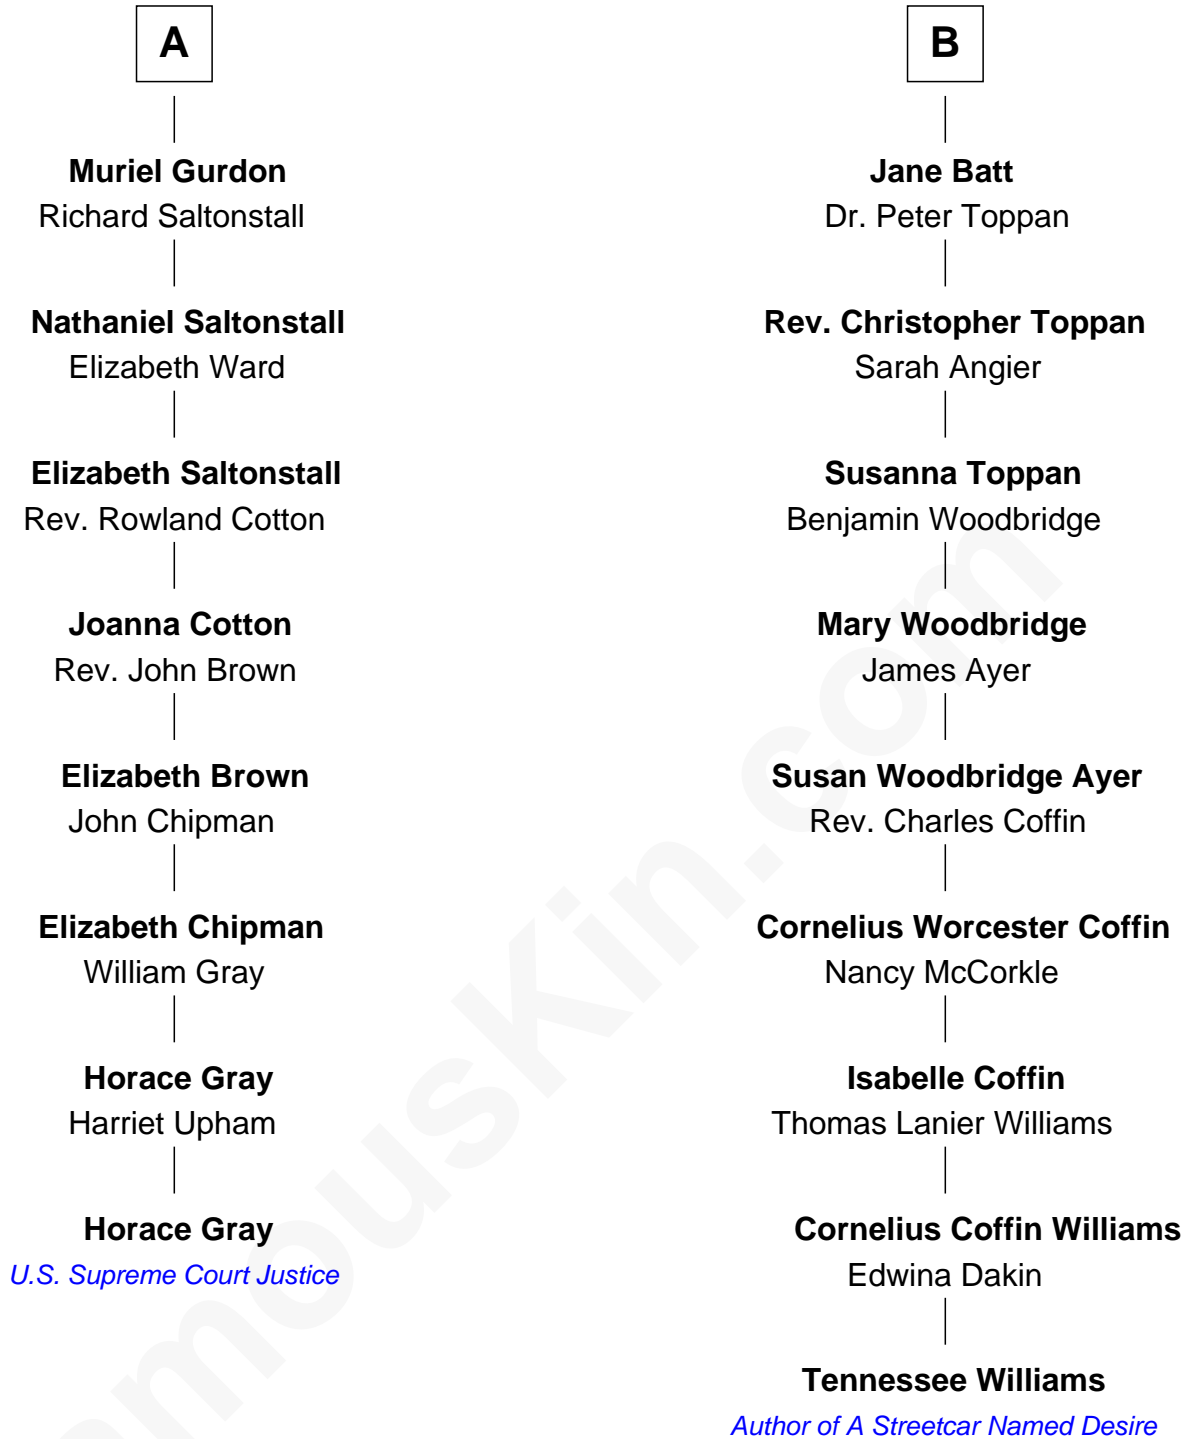 A
Muriel Gurdon
Richard Saltonstall
Nathaniel Saltonstall
Elizabeth Ward
Elizabeth Saltonstall
Rev. Rowland Cotton
Joanna Cotton
Rev. John Brown
Elizabeth Brown
John Chipman
Elizabeth Chipman
William Gray
Horace Gray
Harriet Upham
Horace Gray
U.S. Supreme Court Justice
B
Jane Batt
Dr. Peter Toppan
Rev. Christopher Toppan
Sarah Angier
Susanna Toppan
Benjamin Woodbridge
Mary Woodbridge
James Ayer
Susan Woodbridge Ayer
Rev. Charles Coffin
Cornelius Worcester Coffin
Nancy McCorkle
Isabelle Coffin
Thomas Lanier Williams
Cornelius Coffin Williams
Edwina Dakin
Tennessee Williams
Author of A Streetcar Named Desire
amouskin.com